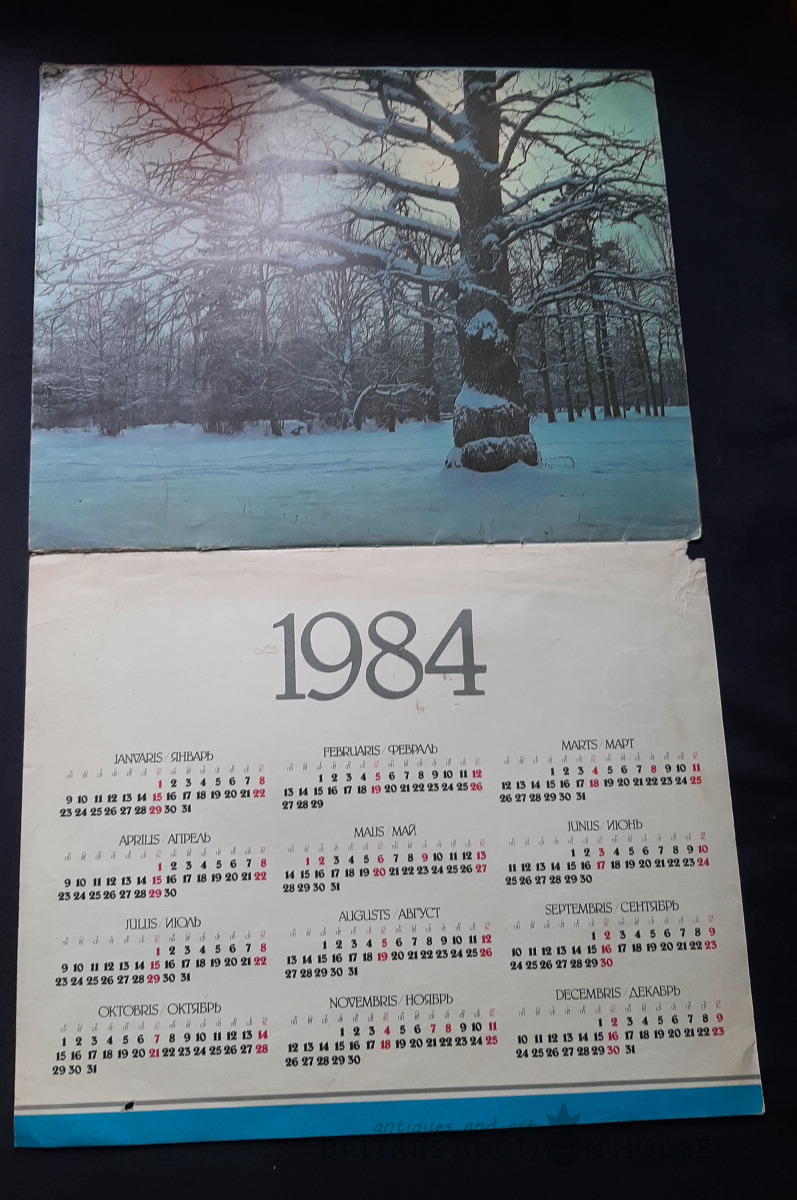 1984
JANVARIS / ЯНВАРЬ
1 2 3 4 5 6 7 8
9 10 11 12 13 14 15 16 17 18 19 20 21 22
23 24 25 26 27 28 29 30 31
FEBRUARIS / ФЕВРАЛЬ
1 2 3 4 5 6 7 8 9 10 11 12
13 14 15 16 17 18 19 20 21 22 23 24 25 26
27 28 29
MARTS / МАРТ
1 2 3 4 5 6 7 8 9 10 11
12 13 14 15 16 17 18 19 20 21 22 23 24 25
26 27 28 29 30 31
APRILIS / АПРЕЛЬ
1 2 3 4 5 6 7 8
9 10 11 12 13 14 15 16 17 18 19 20 21 22
23 24 25 26 27 28 29 30
MAIJS / МАЙ
1 2 3 4 5 6 7 8 9 10 11 12 13
14 15 16 17 18 19 20 21 22 23 24 25 26 27
28 29 30 31
JUNIJS / ИЮНЬ
1 2 3 4 5 6 7 8 9 10
11 12 13 14 15 16 17 18 19 20 21 22 23 24
25 26 27 28 29 30
JULIJS / ИЮЛЬ
1 2 3 4 5 6 7 8
9 10 11 12 13 14 15 16 17 18 19 20 21 22
23 24 25 26 27 28 29 30 31
AUGUSTS / АВГУСТ
1 2 3 4 5 6 7 8 9 10 11 12
13 14 15 16 17 18 19 20 21 22 23 24 25 26
27 28 29 30 31
SEPTEMBRIS / СЕНТЯБРЬ
1 2 3 4 5 6 7 8 9
10 11 12 13 14 15 16 17 18 19 20 21 22 23
24 25 26 27 28 29 30
OKTOBRIS / ОКТЯБРЬ
1 2 3 4 5 6 7 8 9 10 11 12 13 14
15 16 17 18 19 20 21 22 23 24 25 26 27 28
29 30 31
NOVEMBRIS / НОЯБРЬ
1 2 3 4 5 6 7 8 9 10 11
12 13 14 15 16 17 18 19 20 21 22 23 24 25
26 27 28 29 30
DECEMBRIS / ДЕКАБРЬ
1 2 3 4 5 6 7 8 9
10 11 12 13 14 15 16 17 18 19 20 21 22 23
24 25 26 27 28 29 30 31
antiques and art
BALTARS AUCTION HOUSE